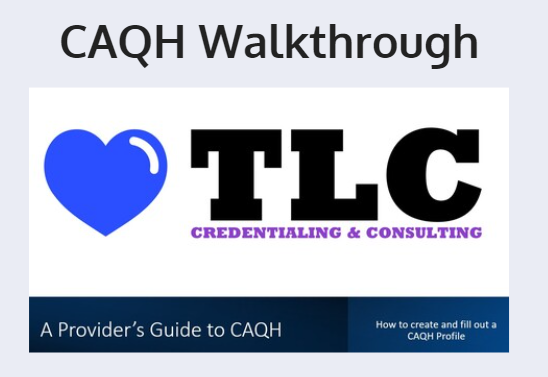 CAQH Walkthrough
TLC
CREDENTIALING & CONSULTING
A Provider’s Guide to CAQH
How to create and fill out a
CAQH Profile